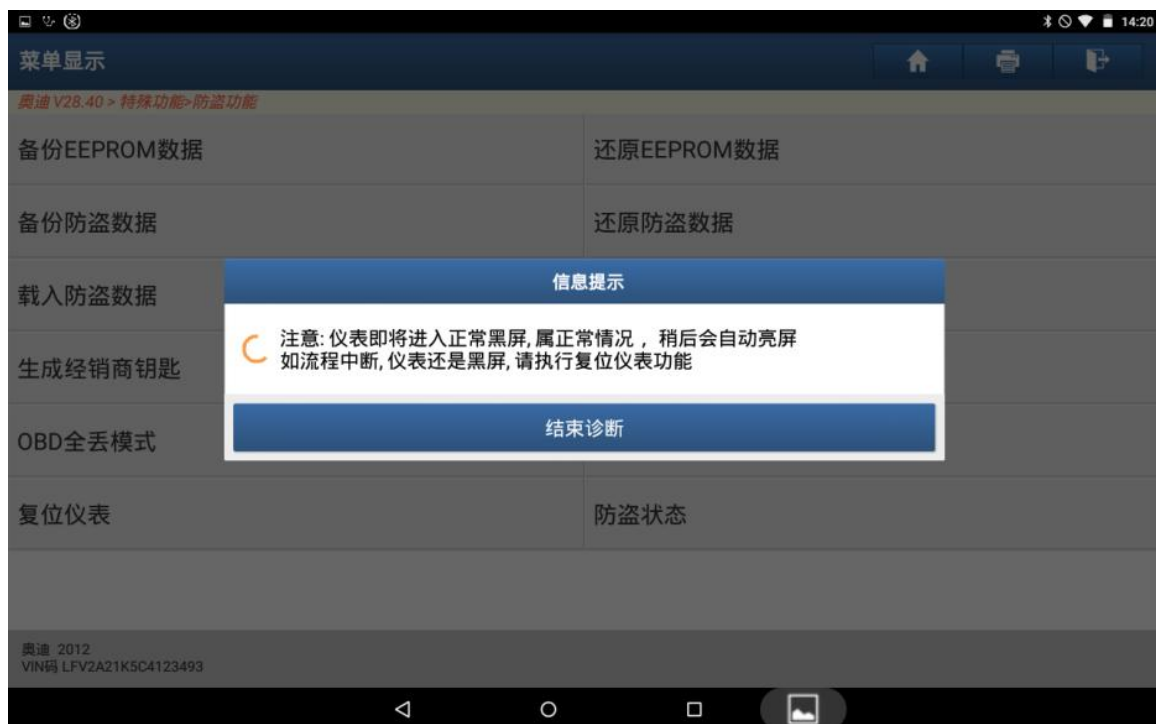 14:20
菜单显示
奥迪 V28.40 > 特殊功能>防盗功能
备份EEPROM数据
还原EEPROM数据
备份防盗数据
还原防盗数据
载入防盗数据
信息提示
注意: 仪表即将进入正常黑屏, 属正常情况 ， 稍后会自动亮屏
如流程中断, 仪表还是黑屏, 请执行复位仪表功能
生成经销商钥匙
结束诊断
OBD全丢模式
复位仪表
防盗状态
奥迪 2012
VIN码 LFV2A21K5C4123493